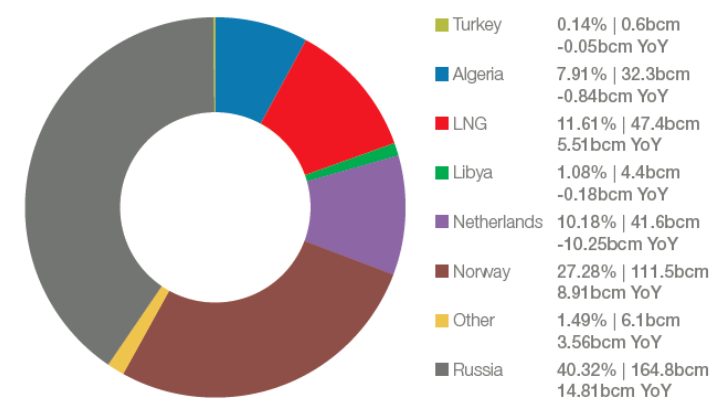 Turkey 0.14% | 0.6bcm
-0.05bcm YoY
Algeria 7.91% | 32.3bcm
-0.84bcm YoY
LNG 11.61% | 47.4bcm
5.51bcm YoY
Libya 1.08% | 4.4bcm
-0.18bcm YoY
Netherlands 10.18% | 41.6bcm
-10.25bcm YoY
Norway 27.28% | 111.5bcm
8.91bcm YoY
Other 1.49% | 6.1bcm
3.56bcm YoY
Russia 40.32% | 164.8bcm
14.81bcm YoY